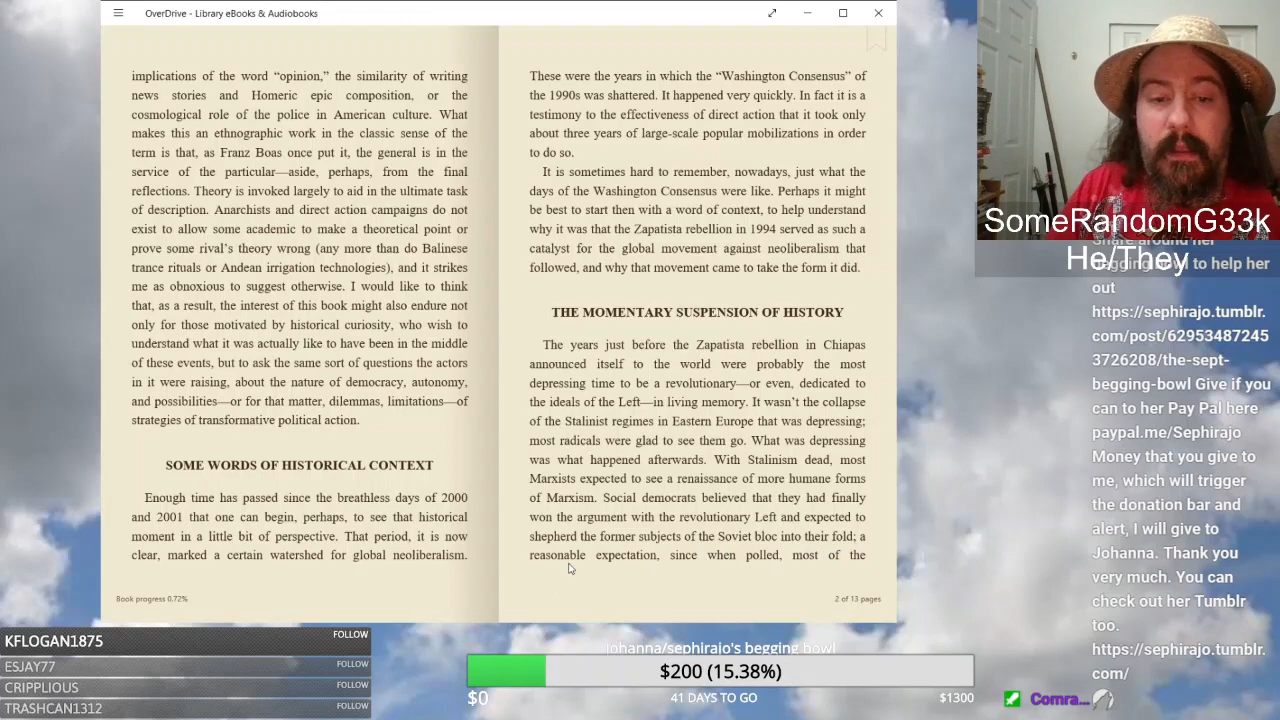 OverDrive - Library eBooks & Audiobooks
implications of the word “opinion,” the similarity of writing
news stories and Homeric epic composition, or the
cosmological role of the police in American culture. What
makes this an ethnographic work in the classic sense of the
term is that, as Franz Boas once put it, the general is in the
service of the particular—aside, perhaps, from the final
reflections. Theory is invoked largely to aid in the ultimate task
of description. Anarchists and direct action campaigns do not
exist to allow some academic to make a theoretical point or
prove some rival’s theory wrong (any more than do Balinese
trance rituals or Andean irrigation technologies), and it strikes
me as obnoxious to suggest otherwise. I would like to think
that, as a result, the interest of this book might also endure not
only for those motivated by historical curiosity, who wish to
understand what it was actually like to have been in the middle
of these events, but to ask the same sort of questions the actors
in it were raising, about the nature of democracy, autonomy,
and possibilities—or for that matter, dilemmas, limitations—of
strategies of transformative political action.
SOME WORDS OF HISTORICAL CONTEXT
Enough time has passed since the breathless days of 2000
and 2001 that one can begin, perhaps, to see that historical
moment in a little bit of perspective. That period, it is now
clear, marked a certain watershed for global neoliberalism.
Book progress 0.72%
These were the years in which the “Washington Consensus” of
the 1990s was shattered. It happened very quickly. In fact it is a
testimony to the effectiveness of direct action that it took only
about three years of large-scale popular mobilizations in order
to do so.
It is sometimes hard to remember, nowadays, just what the
days of the Washington Consensus were like. Perhaps it might
be best to start then with a word of context, to help understand
why it was that the Zapatista rebellion in 1994 served as such a
catalyst for the global movement against neoliberalism that
followed, and why that movement came to take the form it did.
THE MOMENTARY SUSPENSION OF HISTORY
The years just before the Zapatista rebellion in Chiapas
announced itself to the world were probably the most
depressing time to be a revolutionary—or even, dedicated to
the ideals of the Left—in living memory. It wasn’t the collapse
of the Stalinist regimes in Eastern Europe that was depressing;
most radicals were glad to see them go. What was depressing
was what happened afterwards. With Stalinism dead, most
Marxists expected to see a renaissance of more humane forms
of Marxism. Social democrats believed that they had finally
won the argument with the revolutionary Left and expected to
shepherd the former subjects of the Soviet bloc into their fold; a
reasonable expectation, since when polled, most of the
2 of 13 pages
SomeRandomG33k
He/They
Share around her
begging bowl to help her
out
https://sephirajo.tumblr.
com/post/62953487245
3726208/the-sept-
begging-bowl Give if you
can to her Pay Pal here
paypal.me/Sephirajo
Money that you give to
me, which will trigger
the donation bar and
alert, I will give to
Johanna. Thank you
very much. You can
check out her Tumblr
too.
https://sephirajo.tumblr.
com/
Comra...
KFLOGAN1875 FOLLOW
ESJAY77 FOLLOW
CRIPPLIOUS FOLLOW
TRASHCAN1312 FOLLOW
Johanna/sephirajo's begging bowl
$200 (15.38%)
$0 41 DAYS TO GO $1300